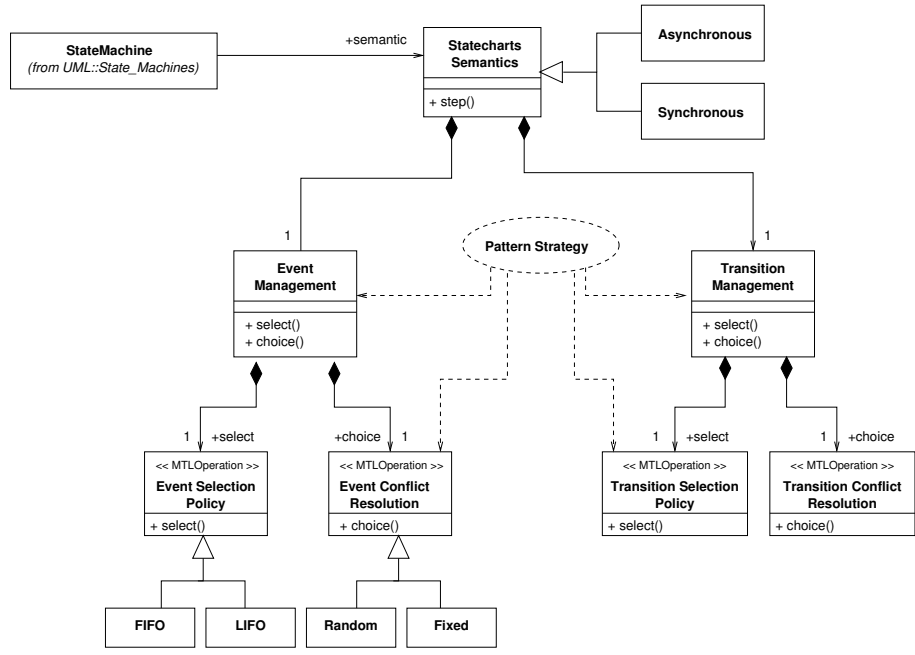 StateMachine
(from UML::State_Machines)
+semantic
Statecharts
Semantics
+ step()
Asynchronous
Synchronous
1
1
Pattern Strategy
Event
Management
+ select()
+ choice()
Transition
Management
+ select()
+ choice()
1
+select
+choice
1
1
+select
1
+choice
<< MTLOperation >>
Event Selection
Policy
+ select()
<< MTLOperation >>
Event Conflict
Resolution
+ choice()
<< MTLOperation >>
Transition Selection
Policy
+ select()
<< MTLOperation >>
Transition Conflict
Resolution
+ choice()
FIFO
LIFO
Random
Fixed